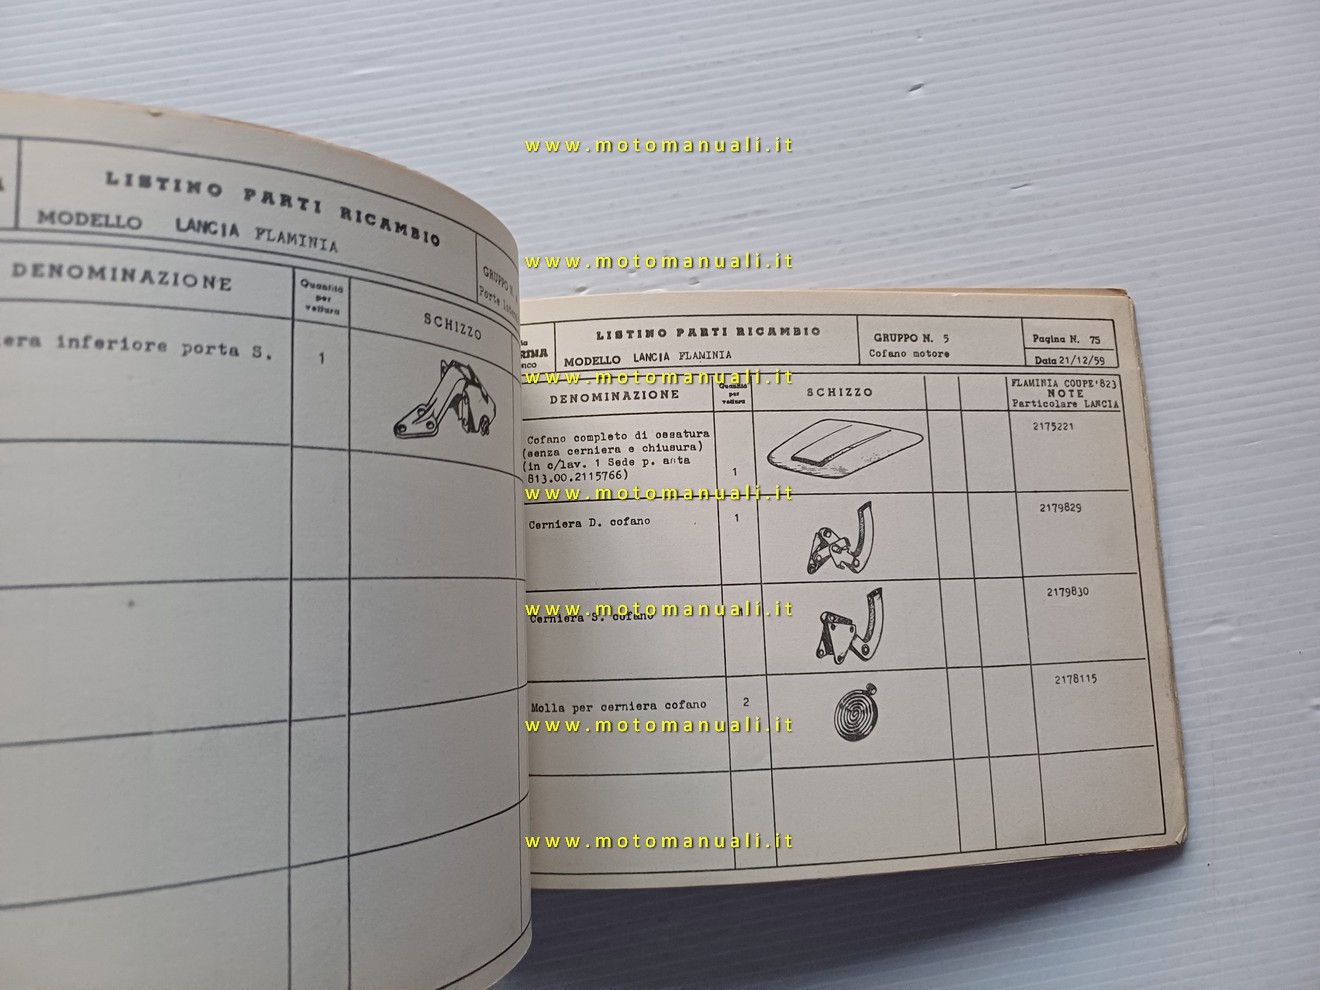 LISTINO PARTI RICAMBIO
MODELLO LANCIA FLAMINIA
GRUPPO N.
Porte
DENOMINAZIONE
Quantità
per
vettura
SCHIZZO
inferiore porta S.
1
LISTINO PARTI RICAMBIO
MODELLO LANCIA FLAMINIA
GRUPPO N. 5
Cofano motore
Pagina N. 75
Data 21/12/59
DENOMINAZIONE
Quantità
per
vettura
SCHIZZO
FLAMINIA COUPE'823
NOTE
Particolare LANCIA
Cofano completo di ossatura
(senza cerniera e chiusura)
(in c/lav. 1 Sede p. asta
813.00.2115766)
1
2175221
Cerniera D. cofano
1
2179829
Cerniera S. cofano
2179830
Molla per cerniera cofano
2
2178115
www.motomanuali.it
www.motomanuali.it
www.motomanuali.it
www.motomanuali.it
www.motomanuali.it
www.motomanuali.it
www.motomanuali.it